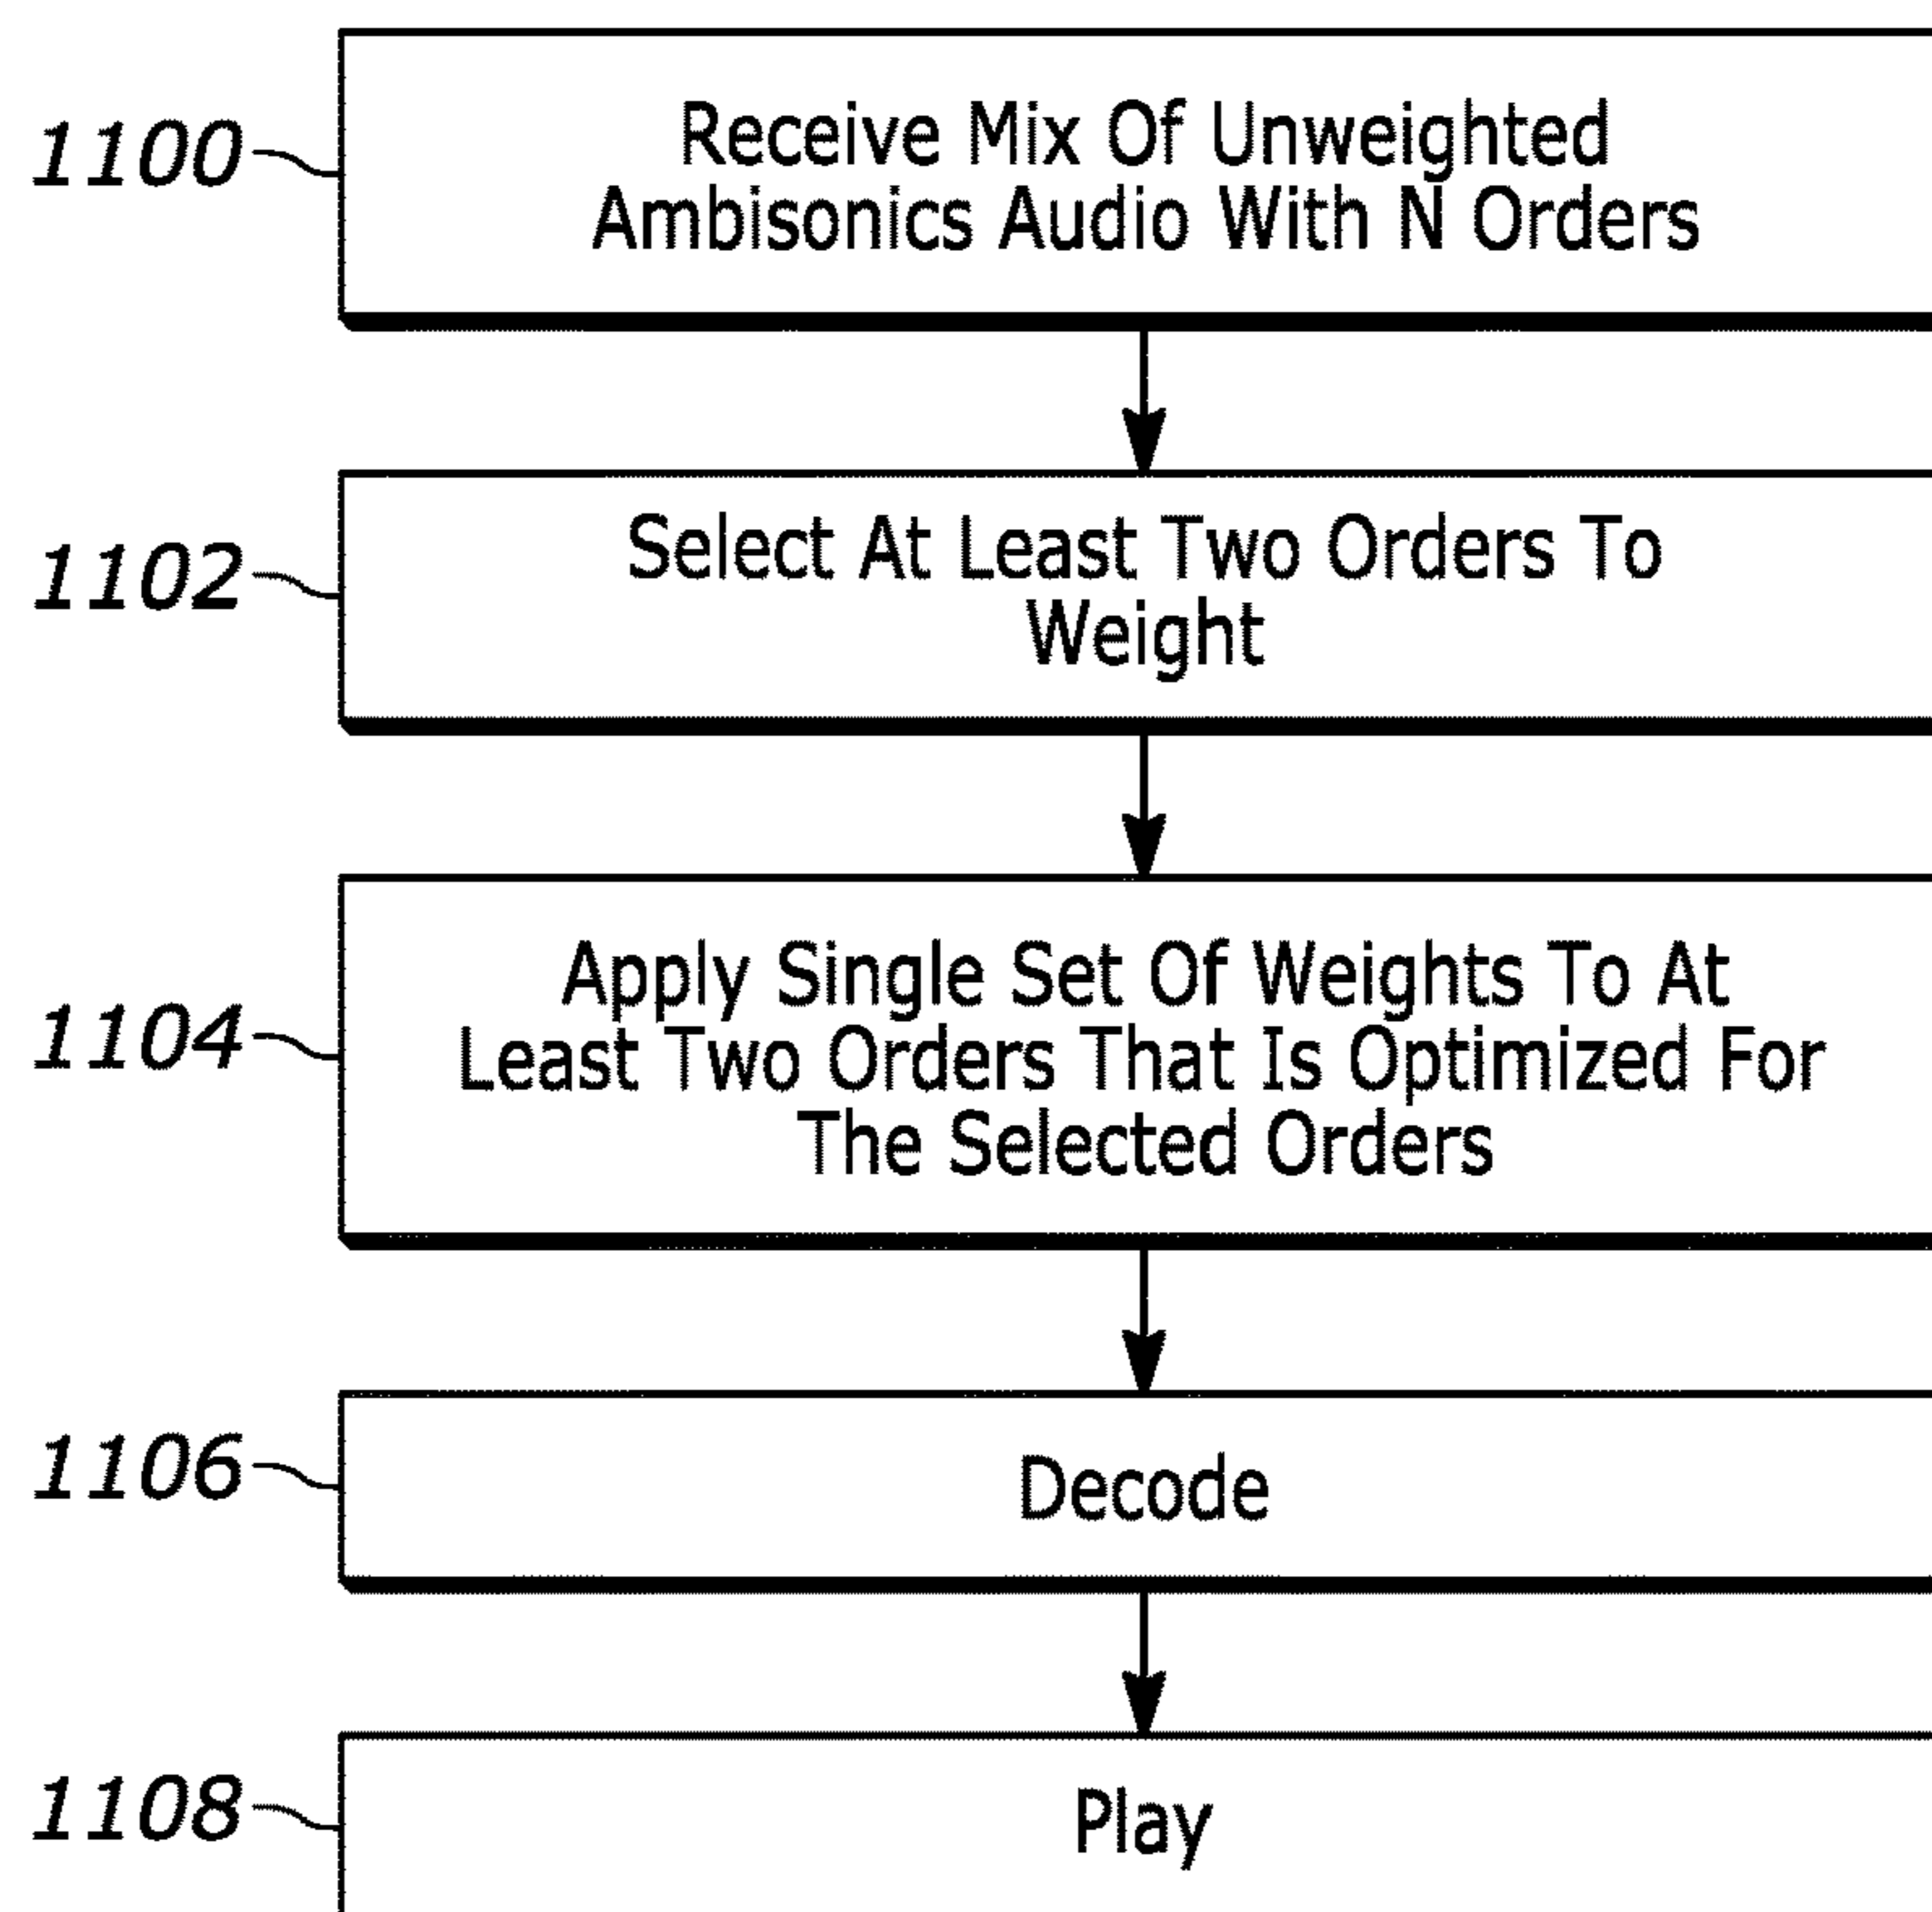 1100
Receive Mix Of Unweighted
Ambisonics Audio With N Orders
1102
Select At Least Two Orders To
Weight
1104
Apply Single Set Of Weights To At
Least Two Orders That Is Optimized For
The Selected Orders
1106
Decode
1108
Play